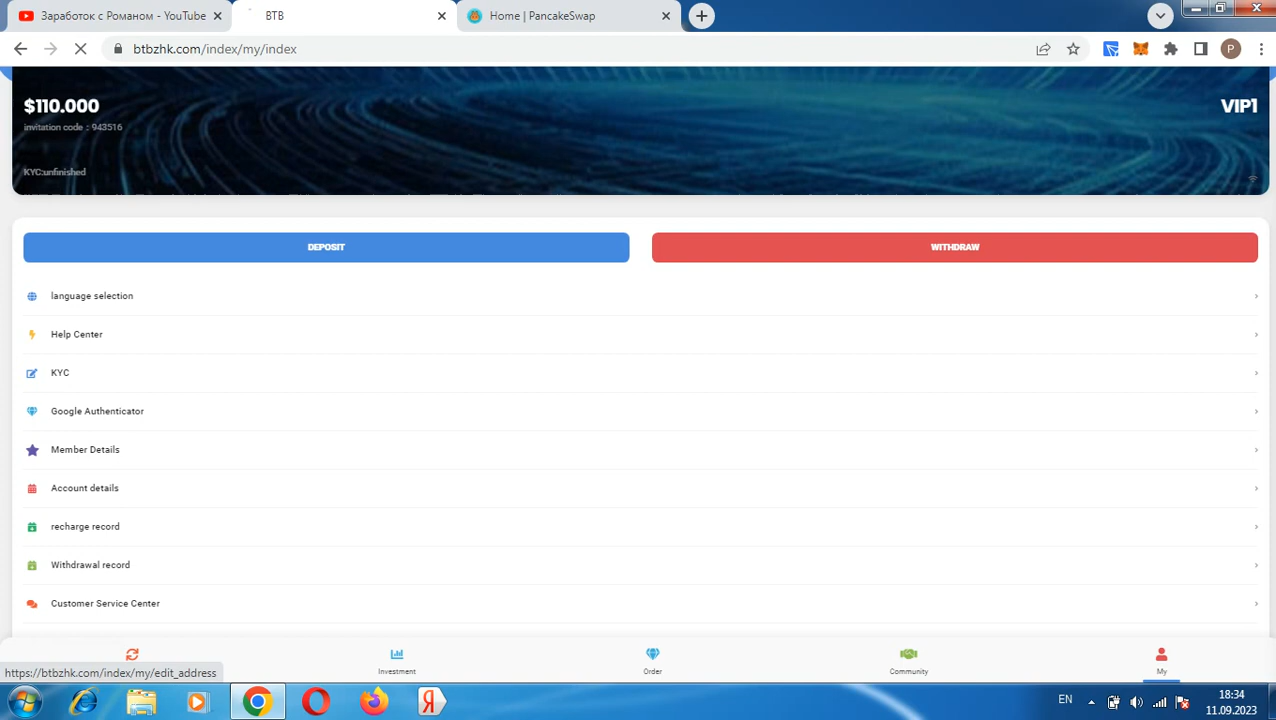 Заработок с Романом - YouTube
BTB
Home | PancakeSwap
btbzhk.com/index/my/index
P
$110.000
VIP1
invitation code : 943516
KYC:unfinished
DEPOSIT
WITHDRAW
language selection
Help Center
KYC
Google Authenticator
Member Details
Account details
recharge record
Withdrawal record
Customer Service Center
https://btbzhk.com/index/my/edit_address
Investment
Order
Community
My
EN
18:34
11.09.2023